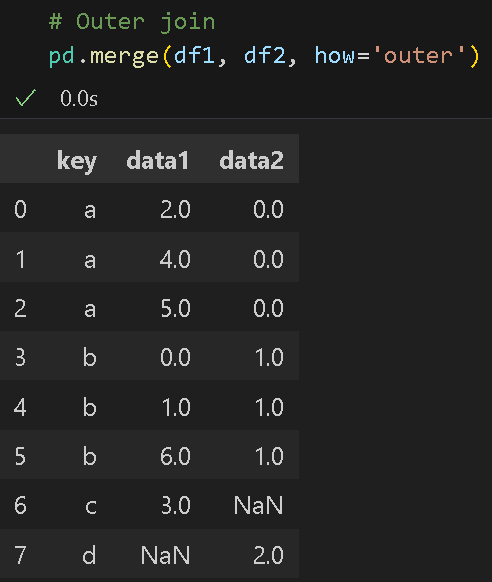 # Outer join
pd.merge(df1, df2, how='outer')
0.0s
key data1 data2
0 a 2.0 0.0
1 a 4.0 0.0
2 a 5.0 0.0
3 b 0.0 1.0
4 b 1.0 1.0
5 b 6.0 1.0
6 c 3.0 NaN
7 d NaN 2.0